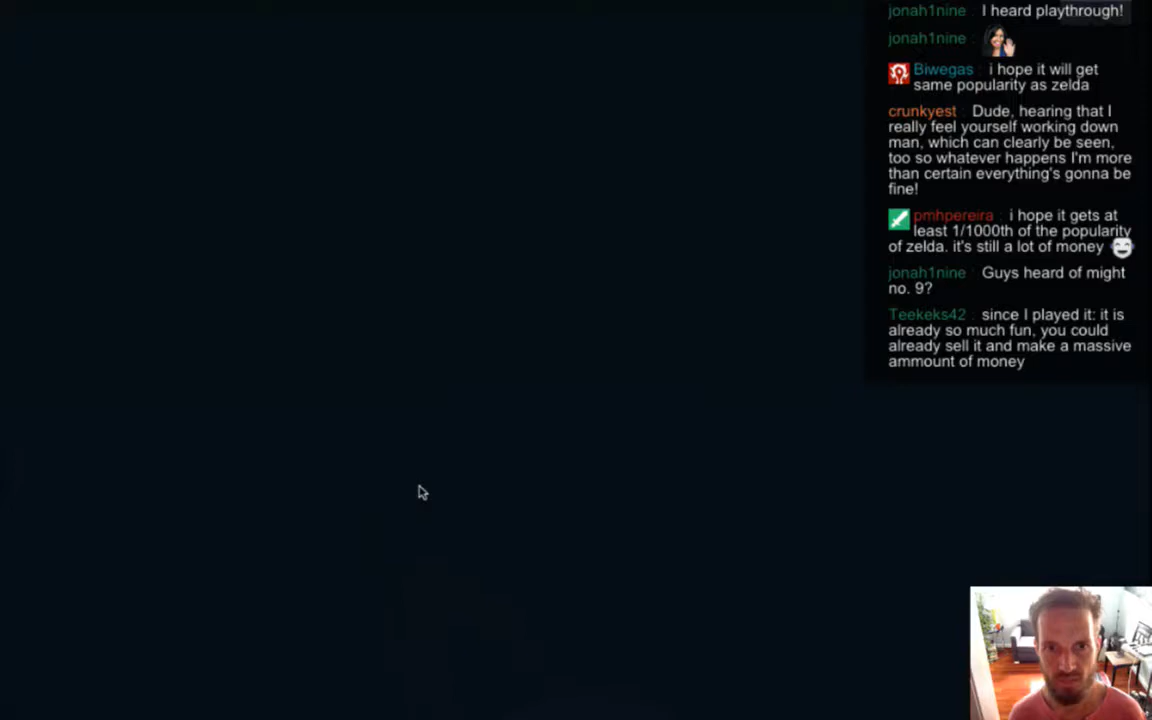 jonah1nine : I heard playthrough!
jonah1nine :
Biwegas : i hope it will get
same popularity as zelda
crunkyest : Dude, hearing that I
really feel yourself working down
man, which can clearly be seen,
too so whatever happens I'm more
than certain everything's gonna be
fine!
pmhpereira : i hope it gets at
least 1/1000th of the popularity
of zelda. it's still a lot of money
jonah1nine : Guys heard of might
no. 9?
Teekeks42 : since I played it: it is
already so much fun, you could
already sell it and make a massive
ammount of money